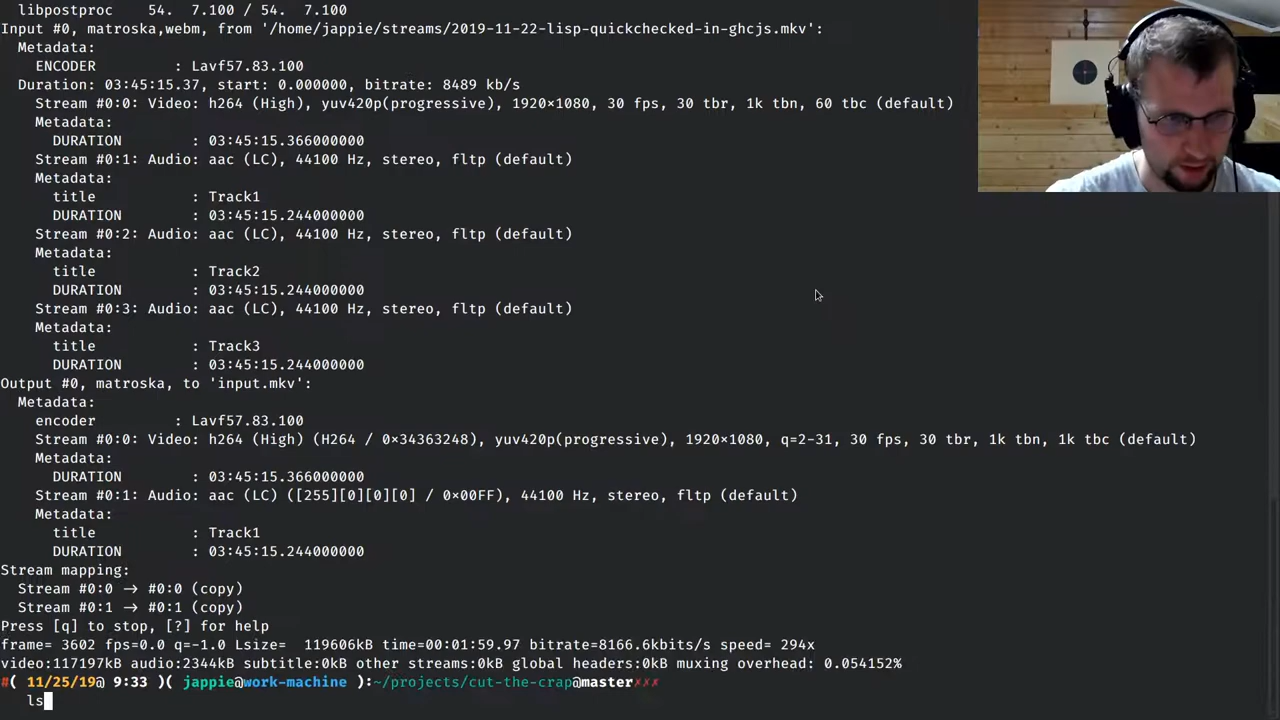 libpostproc 54. 7.100 / 54. 7.100
Input #0, matroska,webm, from '/home/jappie/streams/2019-11-22-lisp-quickchecked-in-ghcjs.mkv':
Metadata:
ENCODER : Lavf57.83.100
Duration: 03:45:15.37, start: 0.000000, bitrate: 8489 kb/s
Stream #0:0: Video: h264 (High), yuv420p(progressive), 1920×1080, 30 fps, 30 tbr, 1k tbn, 60 tbc (default)
Metadata:
DURATION : 03:45:15.366000000
Stream #0:1: Audio: aac (LC), 44100 Hz, stereo, fltp (default)
Metadata:
title : Track1
DURATION : 03:45:15.244000000
Stream #0:2: Audio: aac (LC), 44100 Hz, stereo, fltp (default)
Metadata:
title : Track2
DURATION : 03:45:15.244000000
Stream #0:3: Audio: aac (LC), 44100 Hz, stereo, fltp (default)
Metadata:
title : Track3
DURATION : 03:45:15.244000000
Output #0, matroska, to 'input.mkv':
Metadata:
encoder : Lavf57.83.100
Stream #0:0: Video: h264 (High) (H264 / 0×34363248), yuv420p(progressive), 1920×1080, q=2-31, 30 fps, 30 tbr, 1k tbn, 1k tbc (default)
Metadata:
DURATION : 03:45:15.366000000
Stream #0:1: Audio: aac (LC) ([255][0][0][0] / 0×00FF), 44100 Hz, stereo, fltp (default)
Metadata:
title : Track1
DURATION : 03:45:15.244000000
Stream mapping:
Stream #0:0 → #0:0 (copy)
Stream #0:1 → #0:1 (copy)
Press [q] to stop, [?] for help
frame= 3602 fps=0.0 q=-1.0 Lsize= 119606kB time=00:01:59.97 bitrate=8166.6kbits/s speed= 294x
video:117197kB audio:2344kB subtitle:0kB other streams:0kB global headers:0kB muxing overhead: 0.054152%
#( 11/25/19@ 9:33 )( jappie@work-machine ):~/projects/cut-the-crap@master✗✗✗
ls